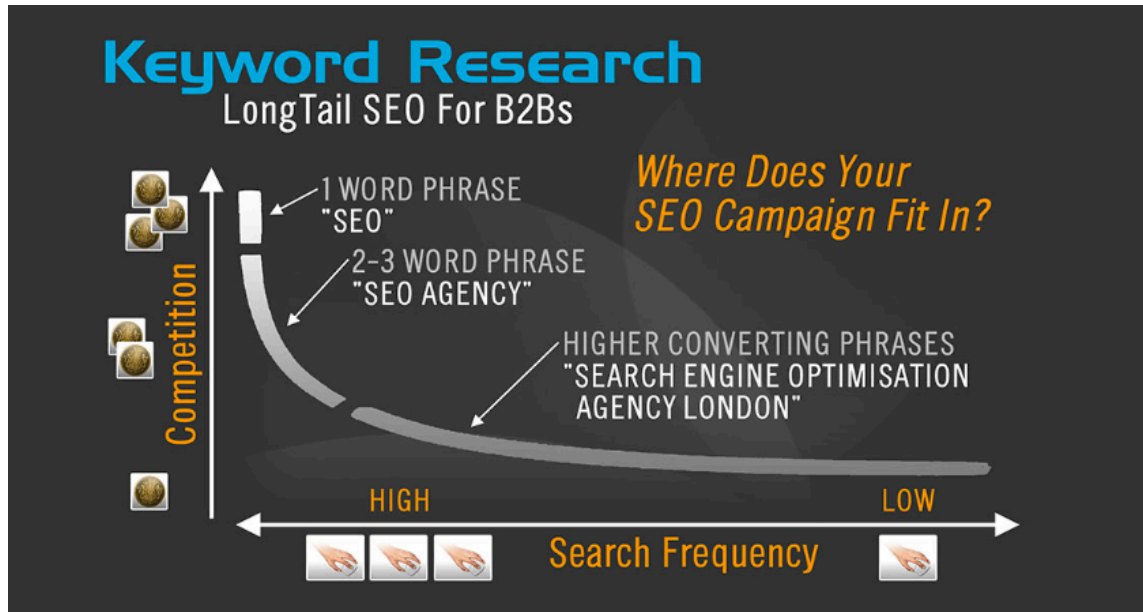 Keyword Research
LongTail SEO For B2Bs
Where Does Your
SEO Campaign Fit In?
1 WORD PHRASE
"SEO"
2-3 WORD PHRASE
"SEO AGENCY"
HIGHER CONVERTING PHRASES
"SEARCH ENGINE OPTIMISATION
AGENCY LONDON"
Competition
HIGH
LOW
Search Frequency